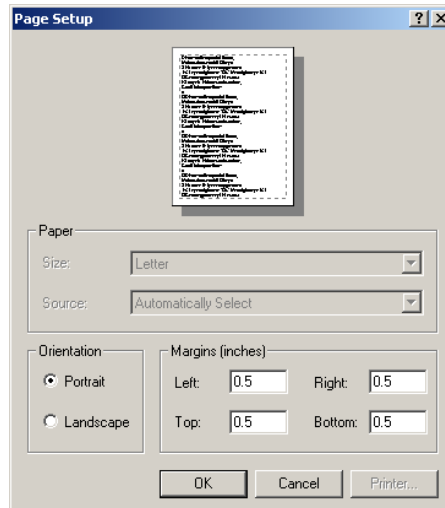 Page Setup
Paper
Size: Letter
Source: Automatically Select
Orientation
Portrait
Landscape
Margins (inches)
Left: 0.5 Right: 0.5
Top: 0.5 Bottom: 0.5
OK Cancel Printer...